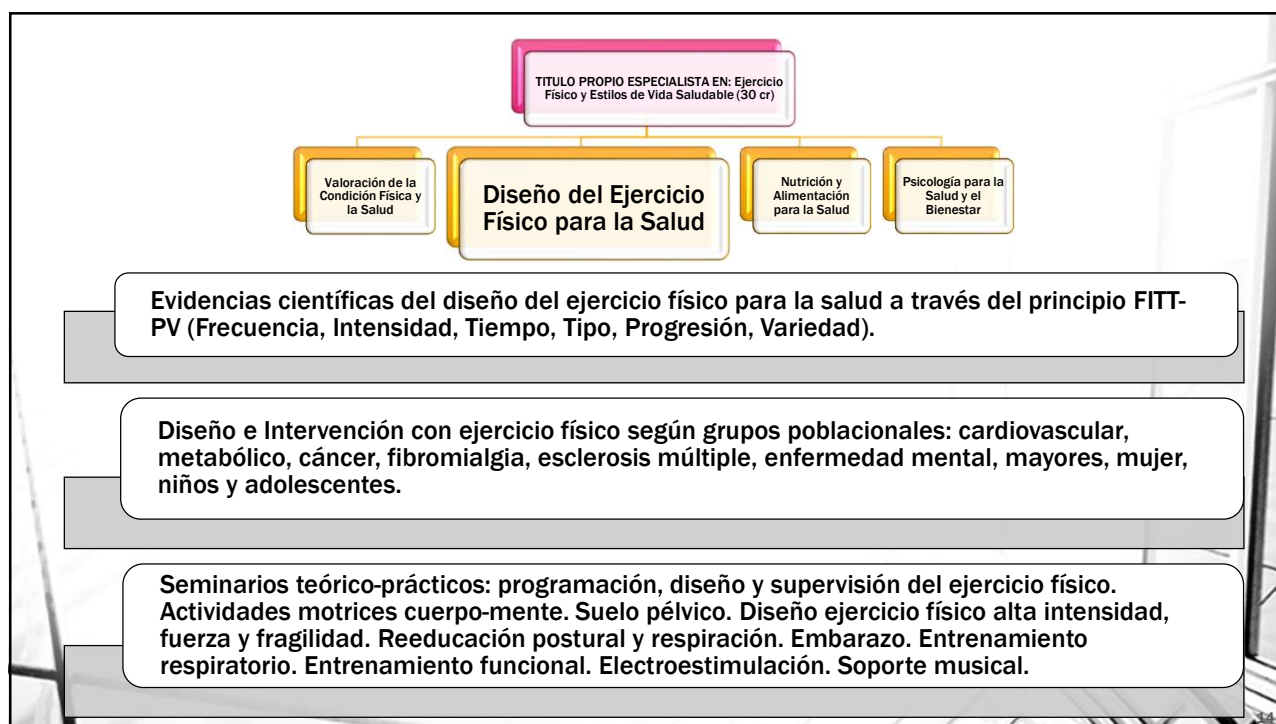 TITULO PROPIO ESPECIALISTA EN: Ejercicio
Físico y Estilos de Vida Saludable (30 cr)
Valoración de la
Condición Física y
la Salud
Diseño del Ejercicio
Físico para la Salud
Nutrición y
Alimentación
para la Salud
Psicología para la
Salud y el
Bienestar
Evidencias científicas del diseño del ejercicio físico para la salud a través del principio FITT-
PV (Frecuencia, Intensidad, Tiempo, Tipo, Progresión, Variedad).
Diseño e Intervención con ejercicio físico según grupos poblacionales: cardiovascular,
metabólico, cáncer, fibromialgia, esclerosis múltiple, enfermedad mental, mayores, mujer,
niños y adolescentes.
Seminarios teórico-prácticos: programación, diseño y supervisión del ejercicio físico.
Actividades motrices cuerpo-mente. Suelo pélvico. Diseño ejercicio físico alta intensidad,
fuerza y fragilidad. Reeducación postural y respiración. Embarazo. Entrenamiento
respiratorio. Entrenamiento funcional. Electroestimulación. Soporte musical.
14